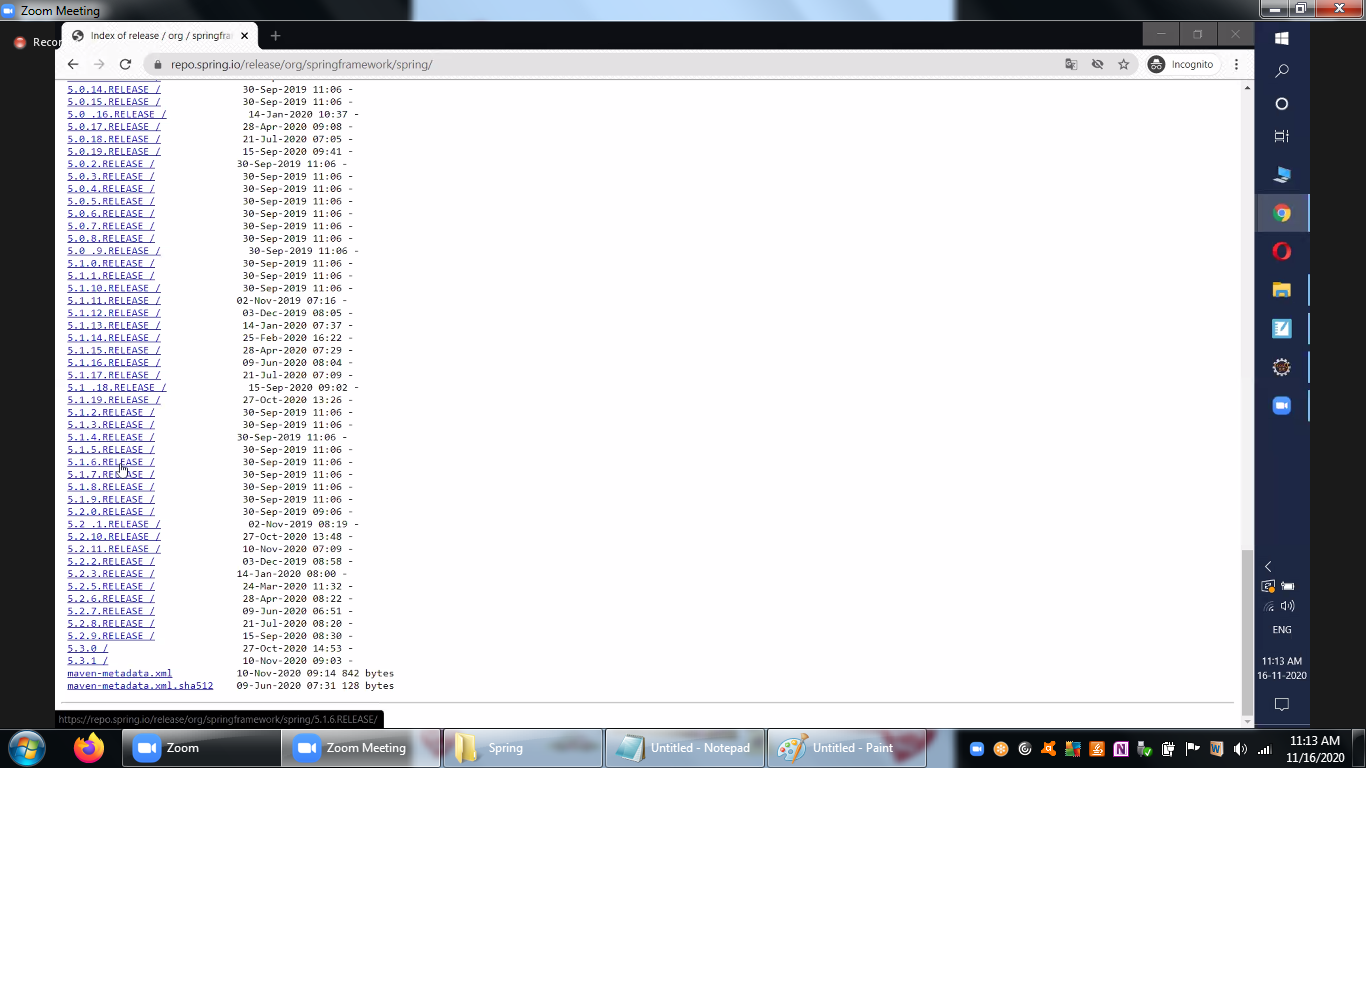 Zoom Meeting
Recor
Index of release / org / springfra
repo.spring.io/release/org/springframework/spring/
Incognito
5.0.14.RELEASE / 30-Sep-2019 11:06 -
5.0.15.RELEASE / 30-Sep-2019 11:06 -
5.0 .16.RELEASE / 14-Jan-2020 10:37 -
5.0.17.RELEASE / 28-Apr-2020 09:08 -
5.0.18.RELEASE / 21-Jul-2020 07:05 -
5.0.19.RELEASE / 15-Sep-2020 09:41 -
5.0.2.RELEASE / 30-Sep-2019 11:06 -
5.0.3.RELEASE / 30-Sep-2019 11:06 -
5.0.4.RELEASE / 30-Sep-2019 11:06 -
5.0.5.RELEASE / 30-Sep-2019 11:06 -
5.0.6.RELEASE / 30-Sep-2019 11:06 -
5.0.7.RELEASE / 30-Sep-2019 11:06 -
5.0.8.RELEASE / 30-Sep-2019 11:06 -
5.0 .9.RELEASE / 30-Sep-2019 11:06 -
5.1.0.RELEASE / 30-Sep-2019 11:06 -
5.1.1.RELEASE / 30-Sep-2019 11:06 -
5.1.10.RELEASE / 30-Sep-2019 11:06 -
5.1.11.RELEASE / 02-Nov-2019 07:16 -
5.1.12.RELEASE / 03-Dec-2019 08:05 -
5.1.13.RELEASE / 14-Jan-2020 07:37 -
5.1.14.RELEASE / 25-Feb-2020 16:22 -
5.1.15.RELEASE / 28-Apr-2020 07:29 -
5.1.16.RELEASE / 09-Jun-2020 08:04 -
5.1.17.RELEASE / 21-Jul-2020 07:09 -
5.1 .18.RELEASE / 15-Sep-2020 09:02 -
5.1.19.RELEASE / 27-Oct-2020 13:26 -
5.1.2.RELEASE / 30-Sep-2019 11:06 -
5.1.3.RELEASE / 30-Sep-2019 11:06 -
5.1.4.RELEASE / 30-Sep-2019 11:06 -
5.1.5.RELEASE / 30-Sep-2019 11:06 -
5.1.6.RELEASE / 30-Sep-2019 11:06 -
5.1.7.RELEASE / 30-Sep-2019 11:06 -
5.1.8.RELEASE / 30-Sep-2019 11:06 -
5.1.9.RELEASE / 30-Sep-2019 11:06 -
5.2.0.RELEASE / 30-Sep-2019 09:06 -
5.2 .1.RELEASE / 02-Nov-2019 08:19 -
5.2.10.RELEASE / 27-Oct-2020 13:48 -
5.2.11.RELEASE / 10-Nov-2020 07:09 -
5.2.2.RELEASE / 03-Dec-2019 08:58 -
5.2.3.RELEASE / 14-Jan-2020 08:00 -
5.2.5.RELEASE / 24-Mar-2020 11:32 -
5.2.6.RELEASE / 28-Apr-2020 08:22 -
5.2.7.RELEASE / 09-Jun-2020 06:51 -
5.2.8.RELEASE / 21-Jul-2020 08:20 -
5.2.9.RELEASE / 15-Sep-2020 08:30 -
5.3.0 / 27-Oct-2020 14:53 -
5.3.1 / 10-Nov-2020 09:03 -
maven-metadata.xml 10-Nov-2020 09:14 842 bytes
maven-metadata.xml.sha512 09-Jun-2020 07:31 128 bytes
https://repo.spring.io/release/org/springframework/spring/5.1.6.RELEASE/
ENG
11:13 AM
16-11-2020
Zoom
Zoom Meeting
Spring
Untitled - Notepad
Untitled - Paint
11:13 AM
11/16/2020